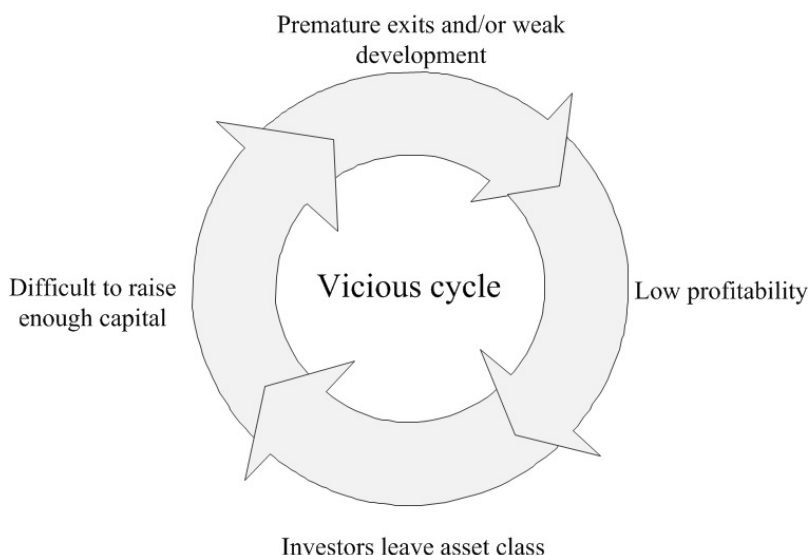 Premature exits and/or weak
development
Difficult to raise
enough capital
Vicious cycle
Low profitability
Investors leave asset class